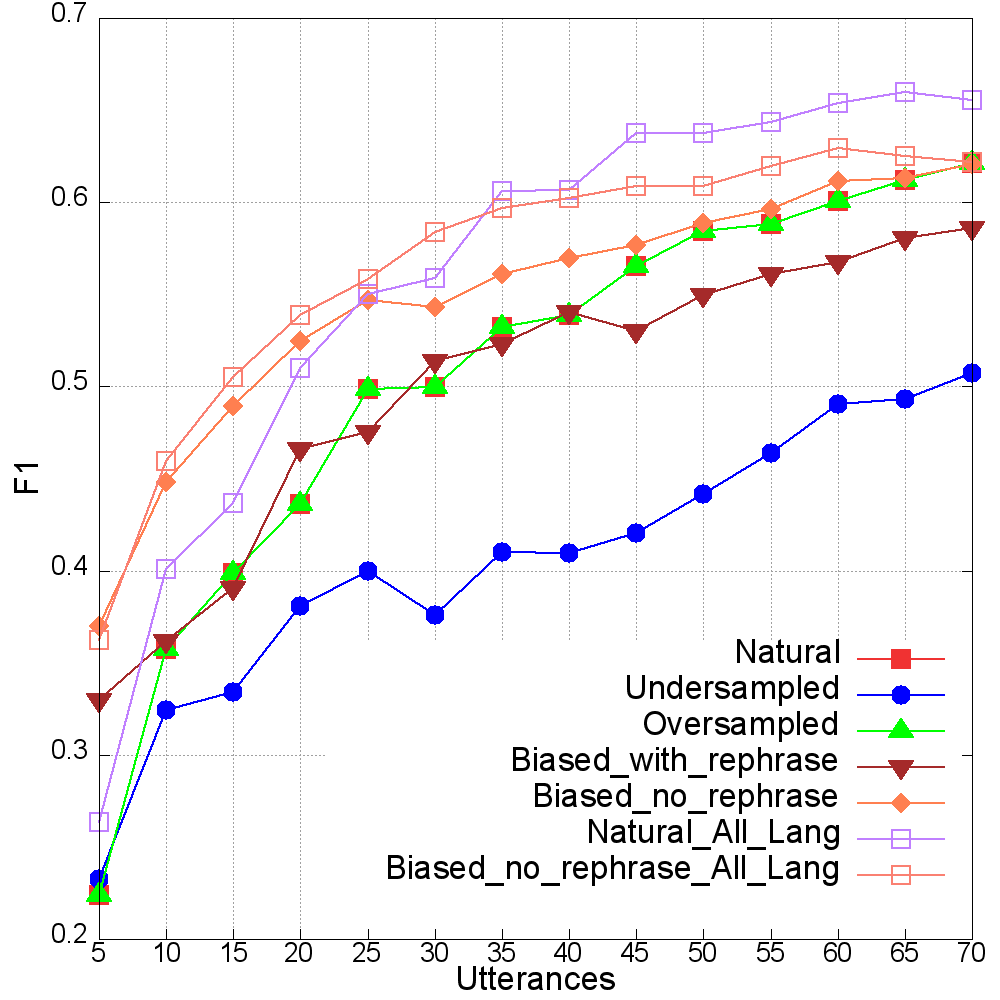 0.7
0.6
0.5
0.4
0.3
0.2
F1
5 10 15 20 25 30 35 40 45 50 55 60 65 70
Utterances
Natural
Undersampled
Oversampled
Biased_with_rephrase
Biased_no_rephrase
Natural_All_Lang
Biased_no_rephrase_All_Lang